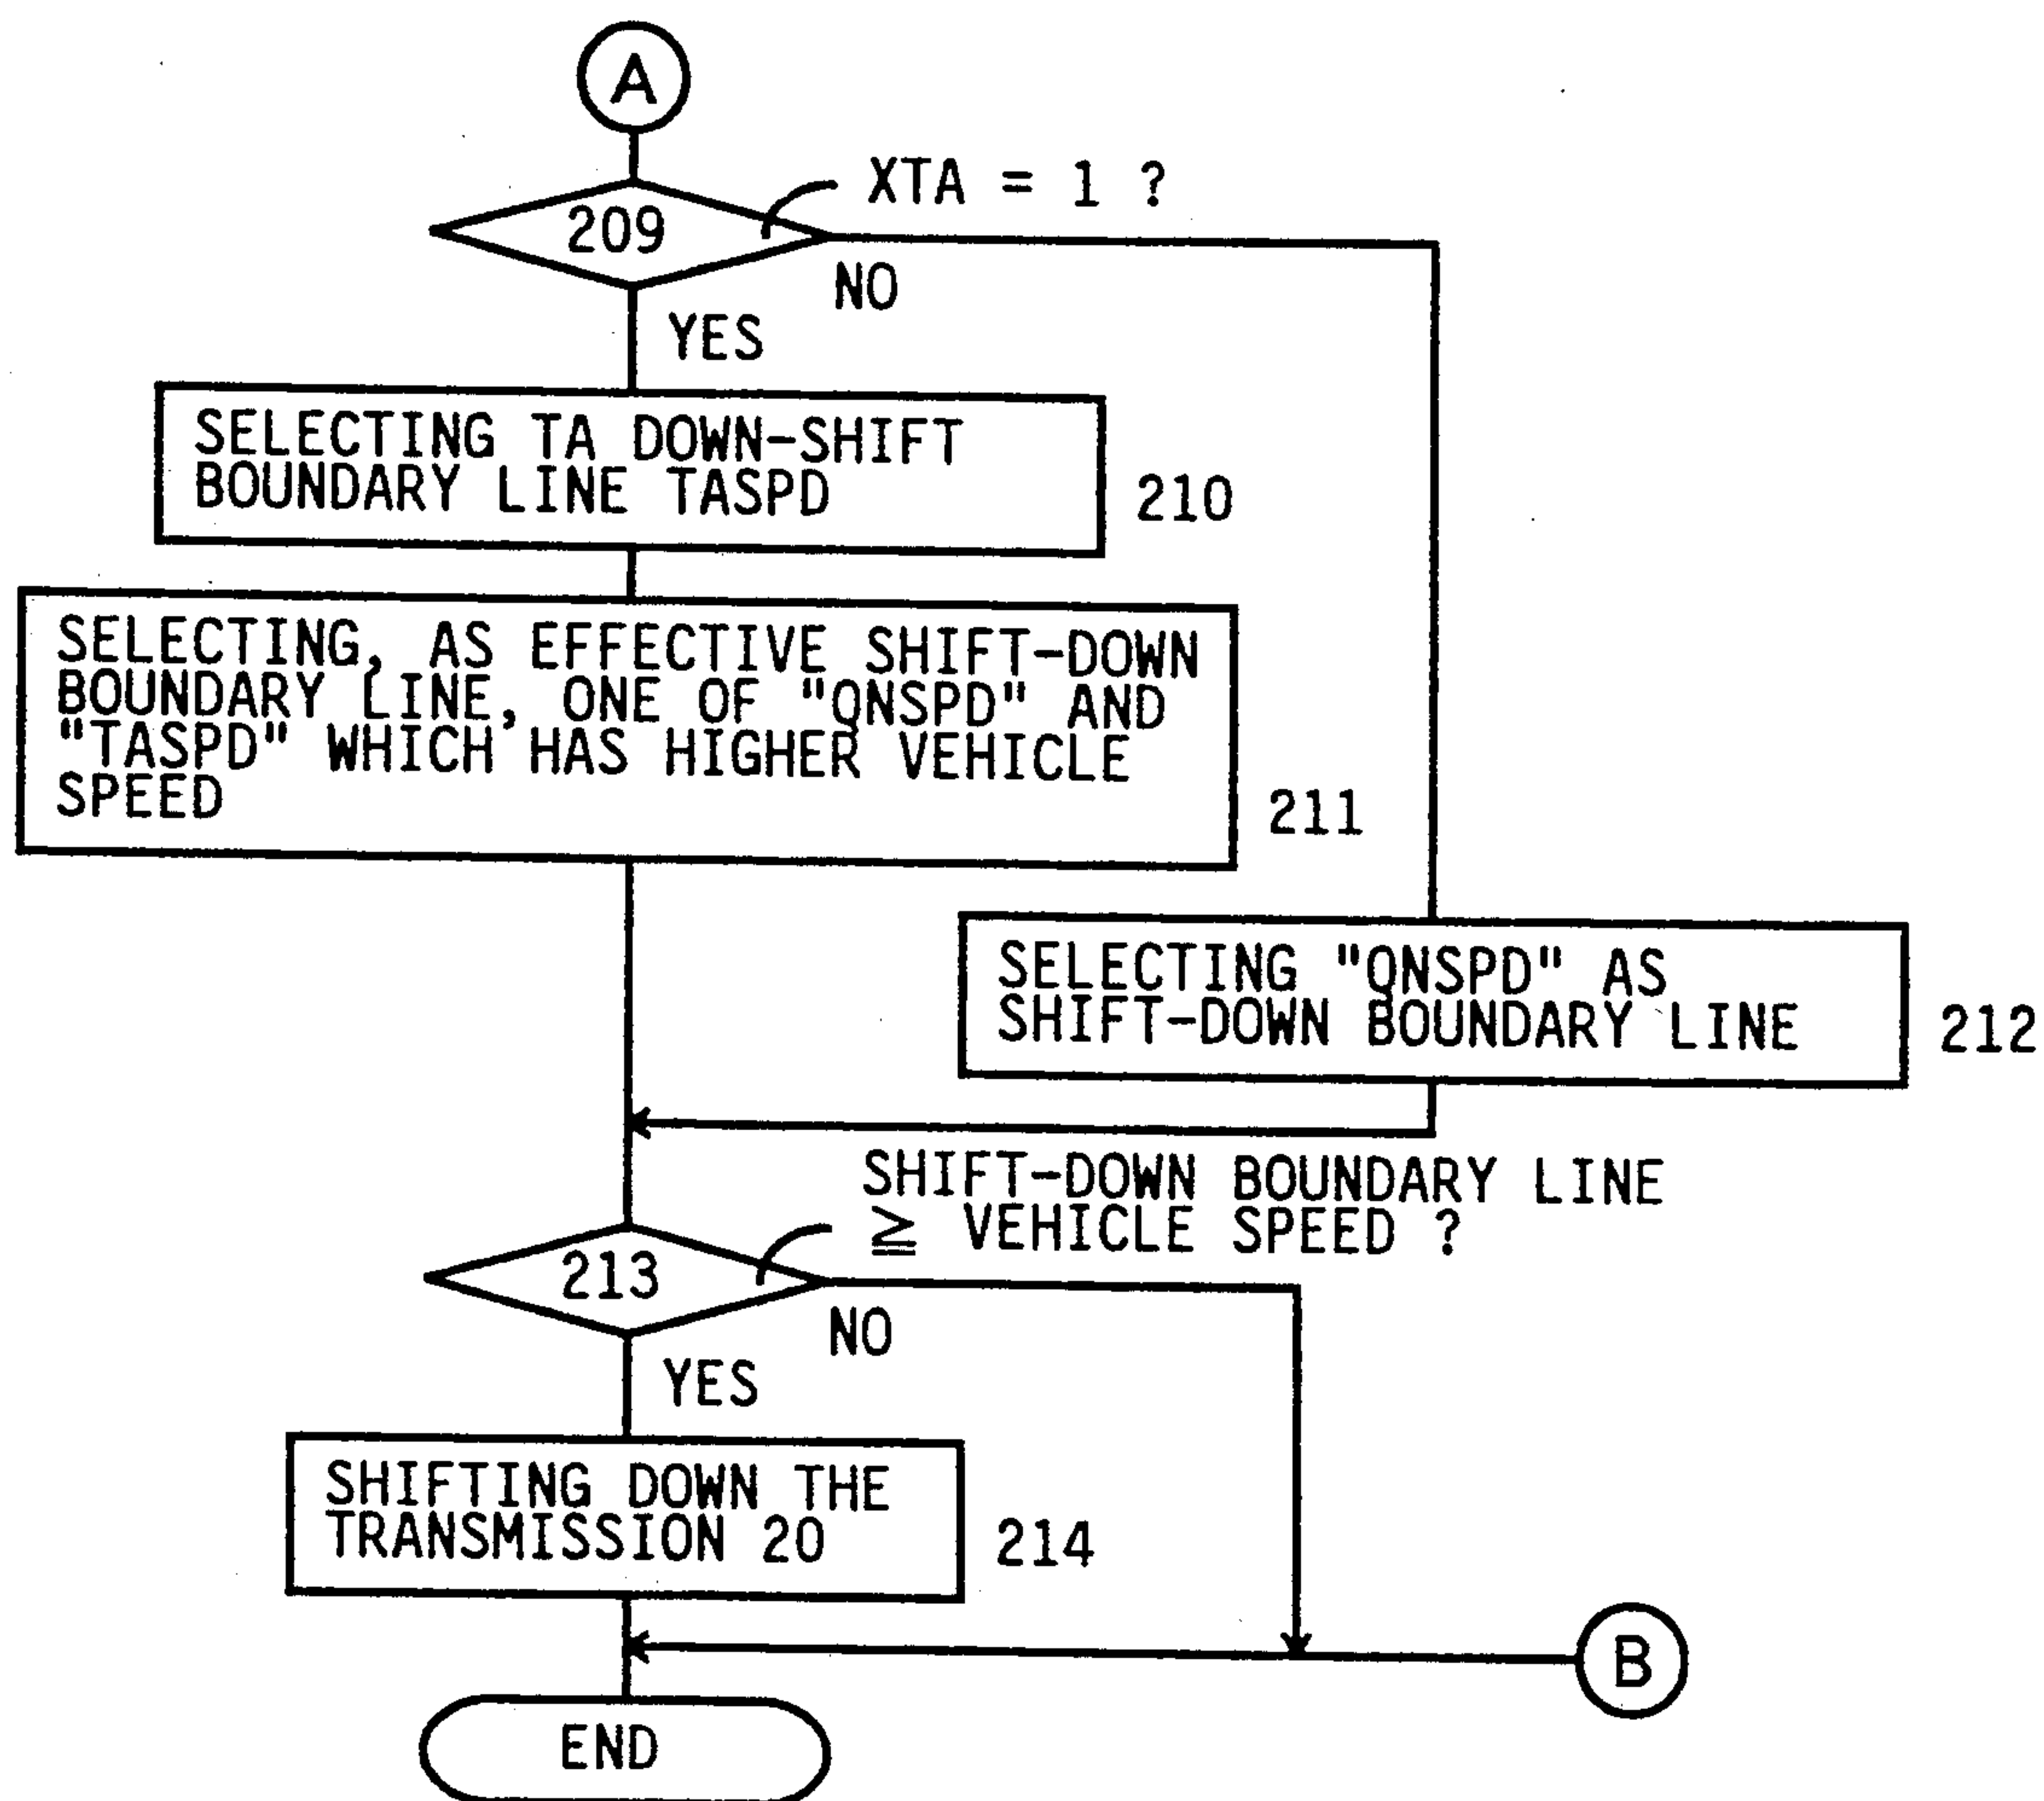 A
XTA = 1 ?
209
NO
YES
SELECTING TA DOWN-SHIFT
BOUNDARY LINE TASPD
210
SELECTING, AS EFFECTIVE SHIFT-DOWN
BOUNDARY LINE, ONE OF "QNSPD" AND
"TASPD" WHICH HAS HIGHER VEHICLE
SPEED
211
SELECTING "QNSPD" AS
SHIFT-DOWN BOUNDARY LINE
212
SHIFT-DOWN BOUNDARY LINE
≧ VEHICLE SPEED ?
213
NO
YES
SHIFTING DOWN THE
TRANSMISSION 20
214
B
END